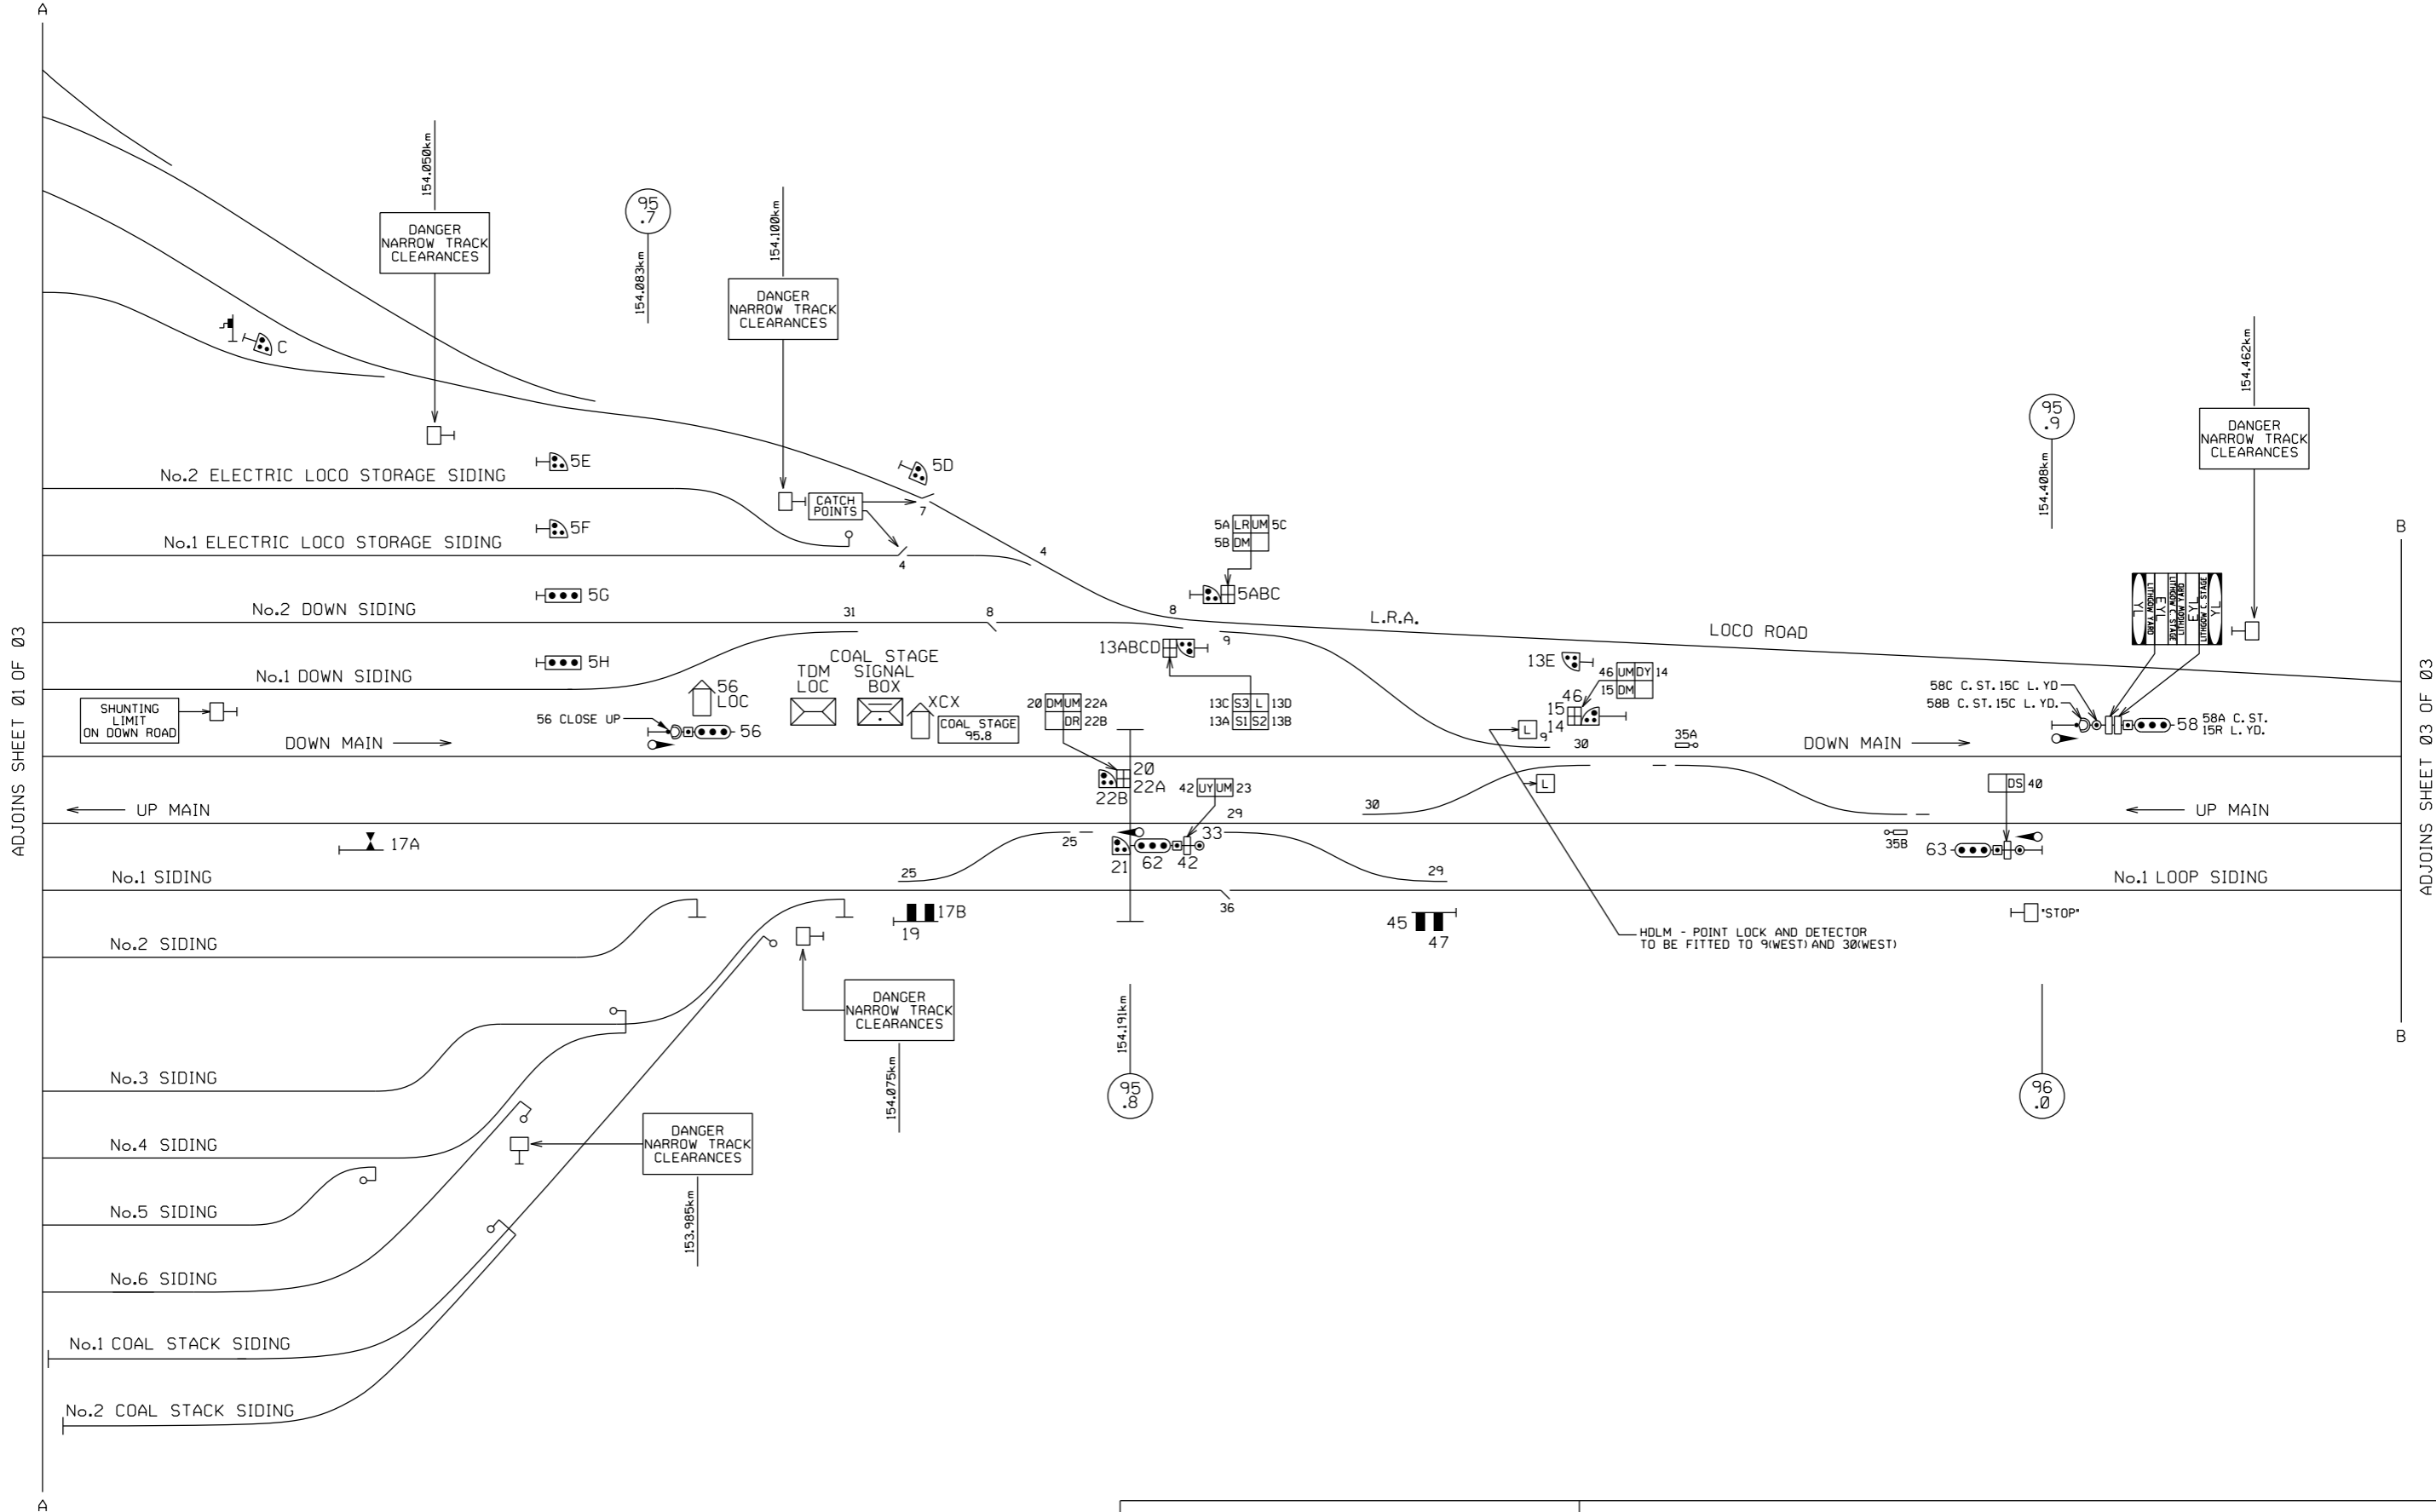 A
154.050km
DANGER
NARROW TRACK
CLEARANCES
95
.7
154.083km
154.100km
DANGER
NARROW TRACK
CLEARANCES
C
154.462km
95
.9
154.408km
DANGER
NARROW TRACK
CLEARANCES
No.2 ELECTRIC LOCO STORAGE SIDING
5E
5D
CATCH
POINTS
7
No.1 ELECTRIC LOCO STORAGE SIDING
5F
4
4
5A LR UM 5C
5B DM
B
No.2 DOWN SIDING
5G
31
8
8
5ABC
L.R.A.
LOCO ROAD
YL
LITHGOW YARD
EYL
LITHGOW C. STAGE
LITHGOW YARD
EYL
LITHGOW C. STAGE
YL
No.1 DOWN SIDING
5H
13ABCD
9
13E
46 UM DY 14
15 DM
SHUNTING
LIMIT
ON DOWN ROAD
56
LOC
TDM
LOC
COAL STAGE
SIGNAL
BOX
XCX
COAL STAGE
95.8
20 DM UM 22A
DR 22B
13C S3 L 13D
13A S1 S2 13B
46
15
14
58C C.ST.15C L.YD
58B C.ST.15C L.YD.
58
58A C.ST.
15R L.YD.
56 CLOSE UP
56
L
9
30
35A
DOWN MAIN
DOWN MAIN
20
22A
22B
42 UY UM 23
L
DS 40
UP MAIN
29
30
UP MAIN
17A
25
21
62
42
33
35B
63
No.1 SIDING
25
29
No.1 LOOP SIDING
17B
19
36
45
47
"STOP"
No.2 SIDING
HDLM - POINT LOCK AND DETECTOR
TO BE FITTED TO 9(WEST) AND 30(WEST)
DANGER
NARROW TRACK
CLEARANCES
154.075km
154.191km
95
.8
96
.0
B
No.3 SIDING
No.4 SIDING
DANGER
NARROW TRACK
CLEARANCES
153.985km
No.5 SIDING
No.6 SIDING
No.1 COAL STACK SIDING
No.2 COAL STACK SIDING
A
ADJOINS SHEET 01 OF 03
ADJOINS SHEET 03 OF 03